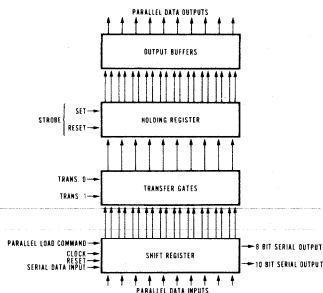 PARALLEL DATA OUTPUTS
OUTPUT BUFFERS
STROBE
SET
RESET
HOLDING REGISTER
TRANS. 0
TRANS 1
TRANSFER GATES
PARALLEL LOAD COMMAND
CLOCK
RESET
SERIAL DATA INPUT
SHIFT REGISTER
8 BIT SERIAL OUTPUT
10 BIT SERIAL OUTPUT
PARALLEL DATA INPUTS